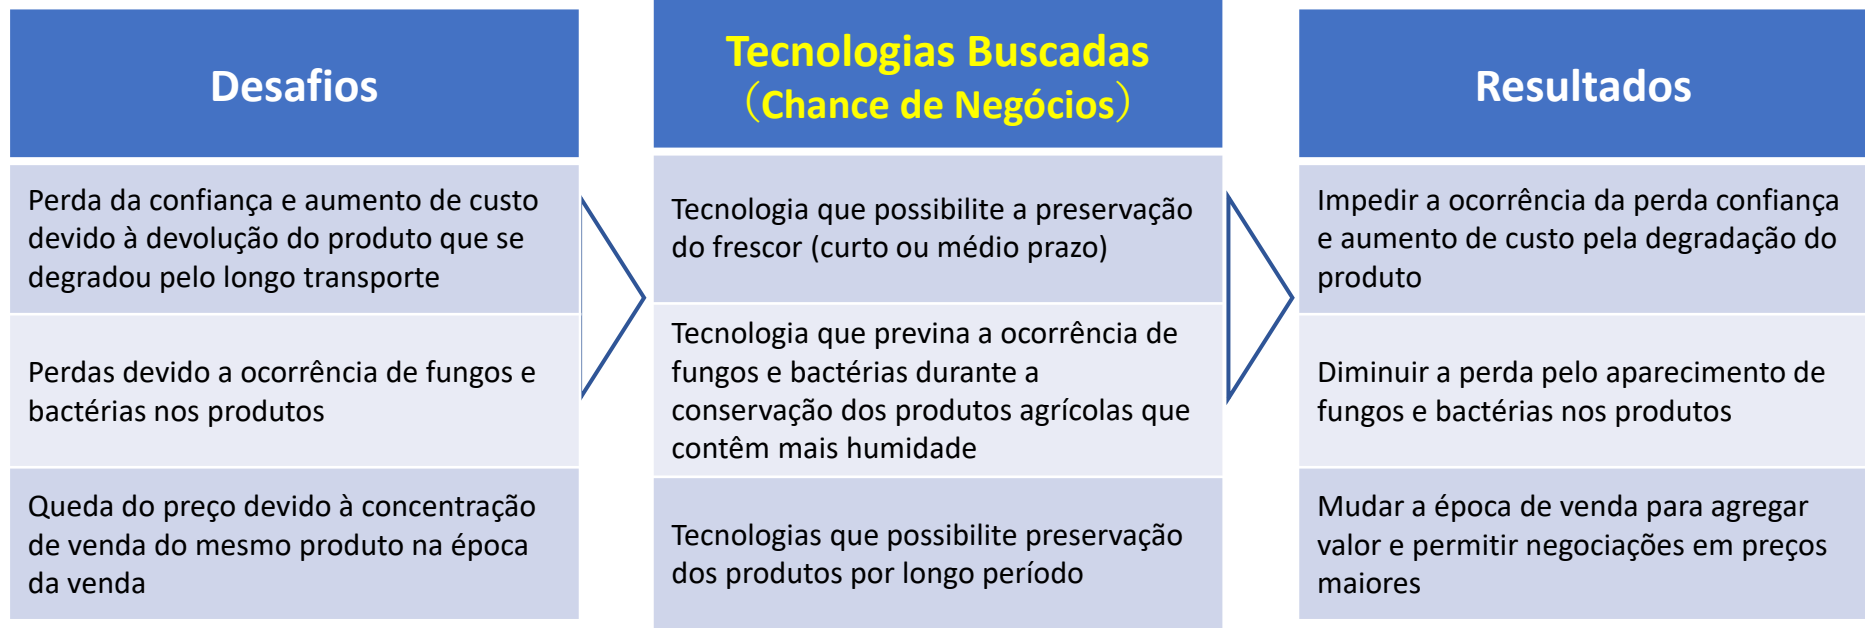 Desafios
Perda da confiança e aumento de custo
devido à devolução do produto que se
degradou pelo longo transporte
Perdas devido a ocorrência de fungos e
bactérias nos produtos
Queda do preço devido à concentração
de venda do mesmo produto na época
da venda
Tecnologias Buscadas
（Chance de Negócios）
Tecnologia que possibilite a preservação
do frescor (curto ou médio prazo)
Tecnologia que previna a ocorrência de
fungos e bactérias durante a
conservação dos produtos agrícolas que
contêm mais humidade
Tecnologias que possibilite preservação
dos produtos por longo período
Resultados
Impedir a ocorrência da perda confiança
e aumento de custo pela degradação do
produto
Diminuir a perda pelo aparecimento de
fungos e bactérias nos produtos
Mudar a época de venda para agregar
valor e permitir negociações em preços
maiores